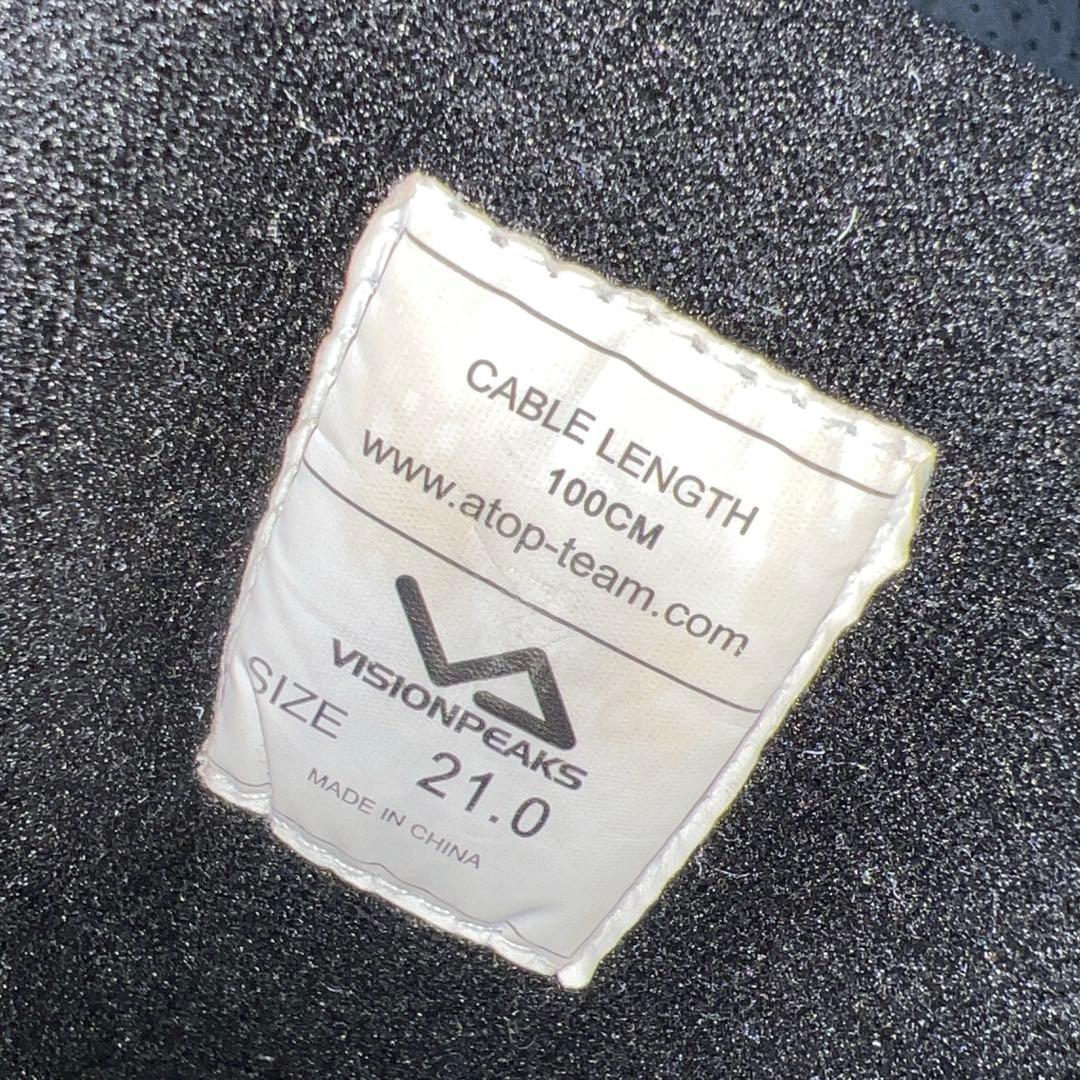 CABLE LENGTH
100CM
www.atop-team.com
VISIONPEAKS
SIZE 21.0
MADE IN CHINA